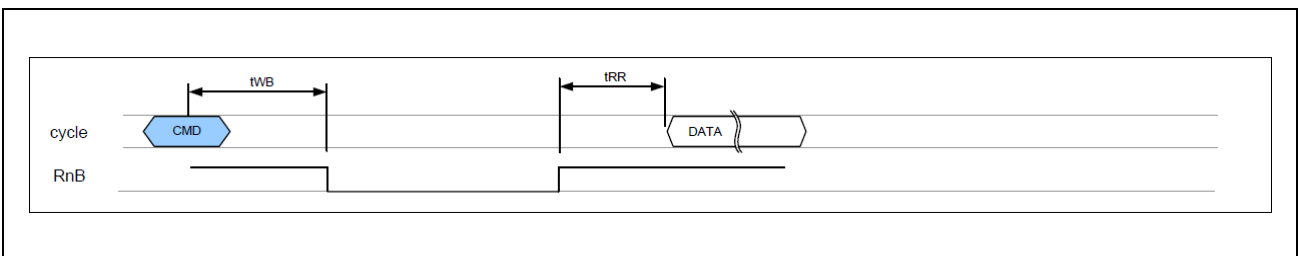 tWB
tRR
cycle
CMD
DATA
RnB